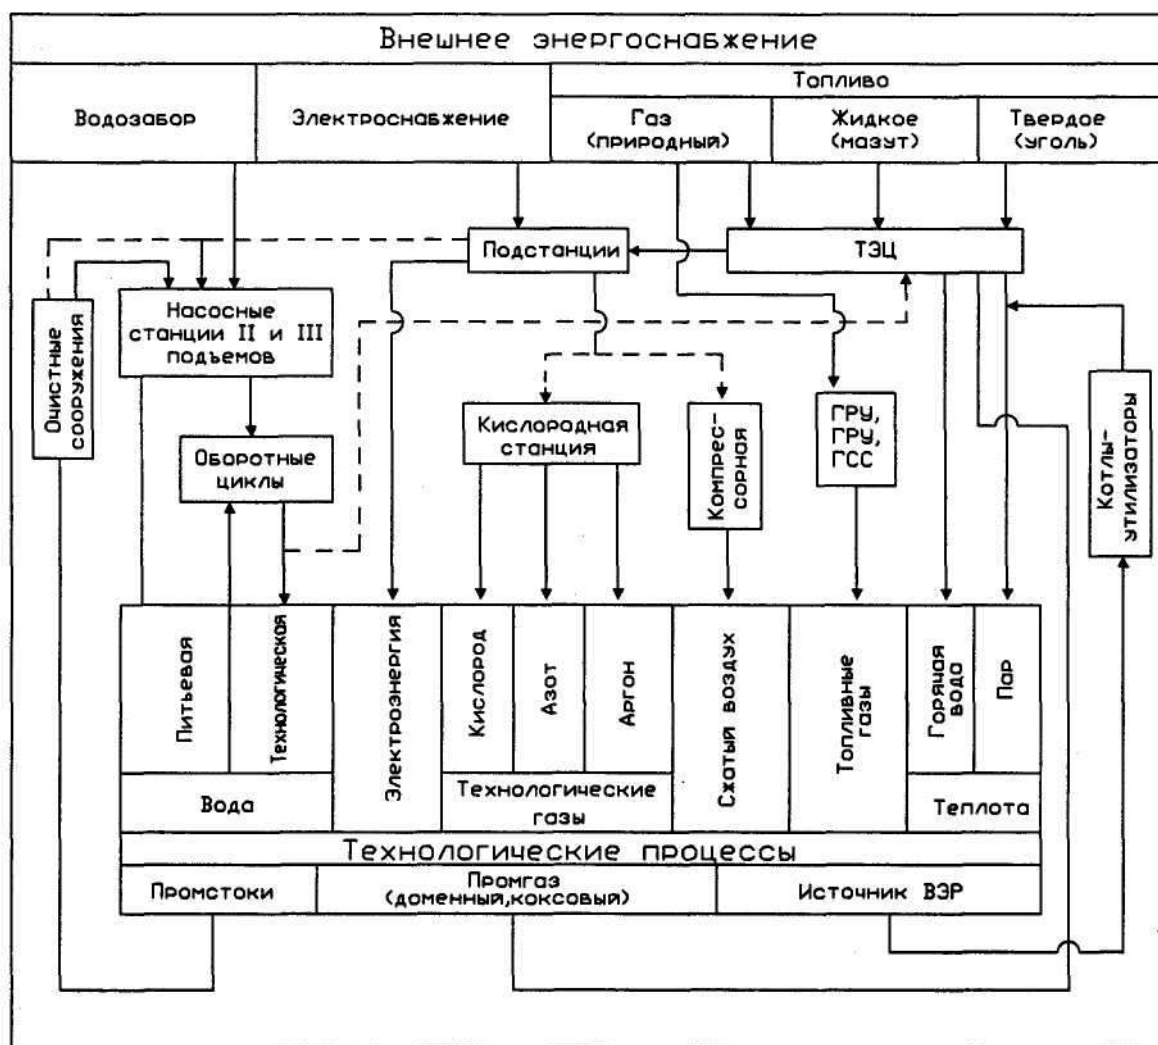 Внешнее энергоснабжение
Водозабор
Электроснабжение
Топливо
Газ
(природный)
Жидкое
(мазут)
Твердое
(уголь)
Подстанции
ТЭЦ
Очистные
сооружения
Насосные
станции II и III
подъемов
Оборотные
циклы
Кислородная
станция
Компрес-
сорная
ГРУ,
ГРУ,
ГСС
Котлы-
утилизаторы
Питьевая
Технологическая
Вода
Электроэнергия
Кислород
Азот
Аргон
Технологические
газы
Сжатый воздух
Топливные
газы
Горячая
вода
Пар
Теплота
Технологические процессы
Промстоки
Промгаз
(доменный,коксовый)
Источник ВЭР